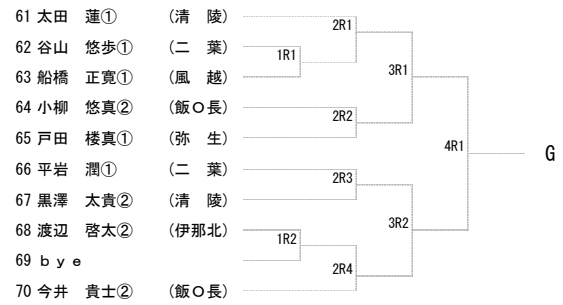 61 太田　蓮① （清　陵）
2R1
62 谷山　悠歩① （二　葉）
1R1
63 船橋　正寛① （風　越）
3R1
64 小柳　悠真② （飯Ｏ長）
2R2
65 戸田　楼真① （弥　生）
4R1
G
66 平岩　潤① （二　葉）
2R3
67 黒澤　太貴② （清　陵）
3R2
68 渡辺　啓太② （伊那北）
1R2
69 ｂｙｅ
2R4
70 今井　貴士② （飯Ｏ長）